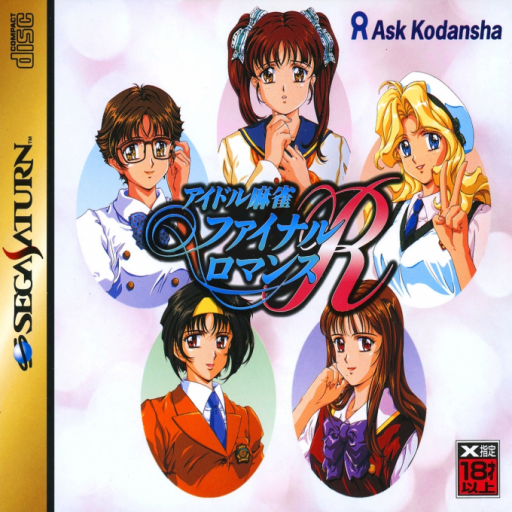 COMPACT
disc
Ask Kodansha
アイドル麻雀
ファイナル
ロマンス
R
SEGA SATURN™
X指定
18才
以上